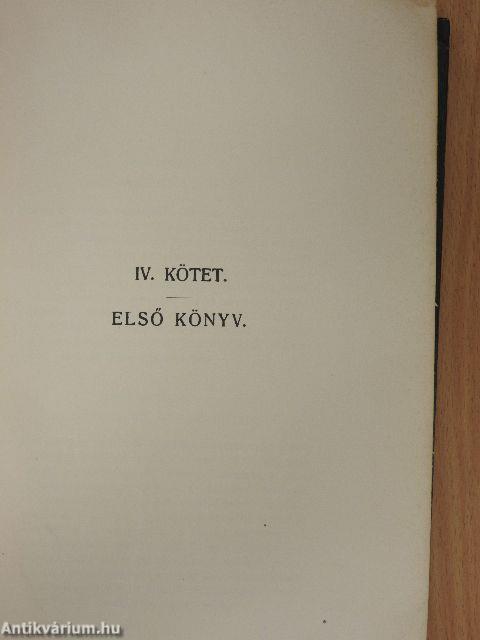 IV. KÖTET.
ELSŐ KÖNYV.
Antikvárium.hu